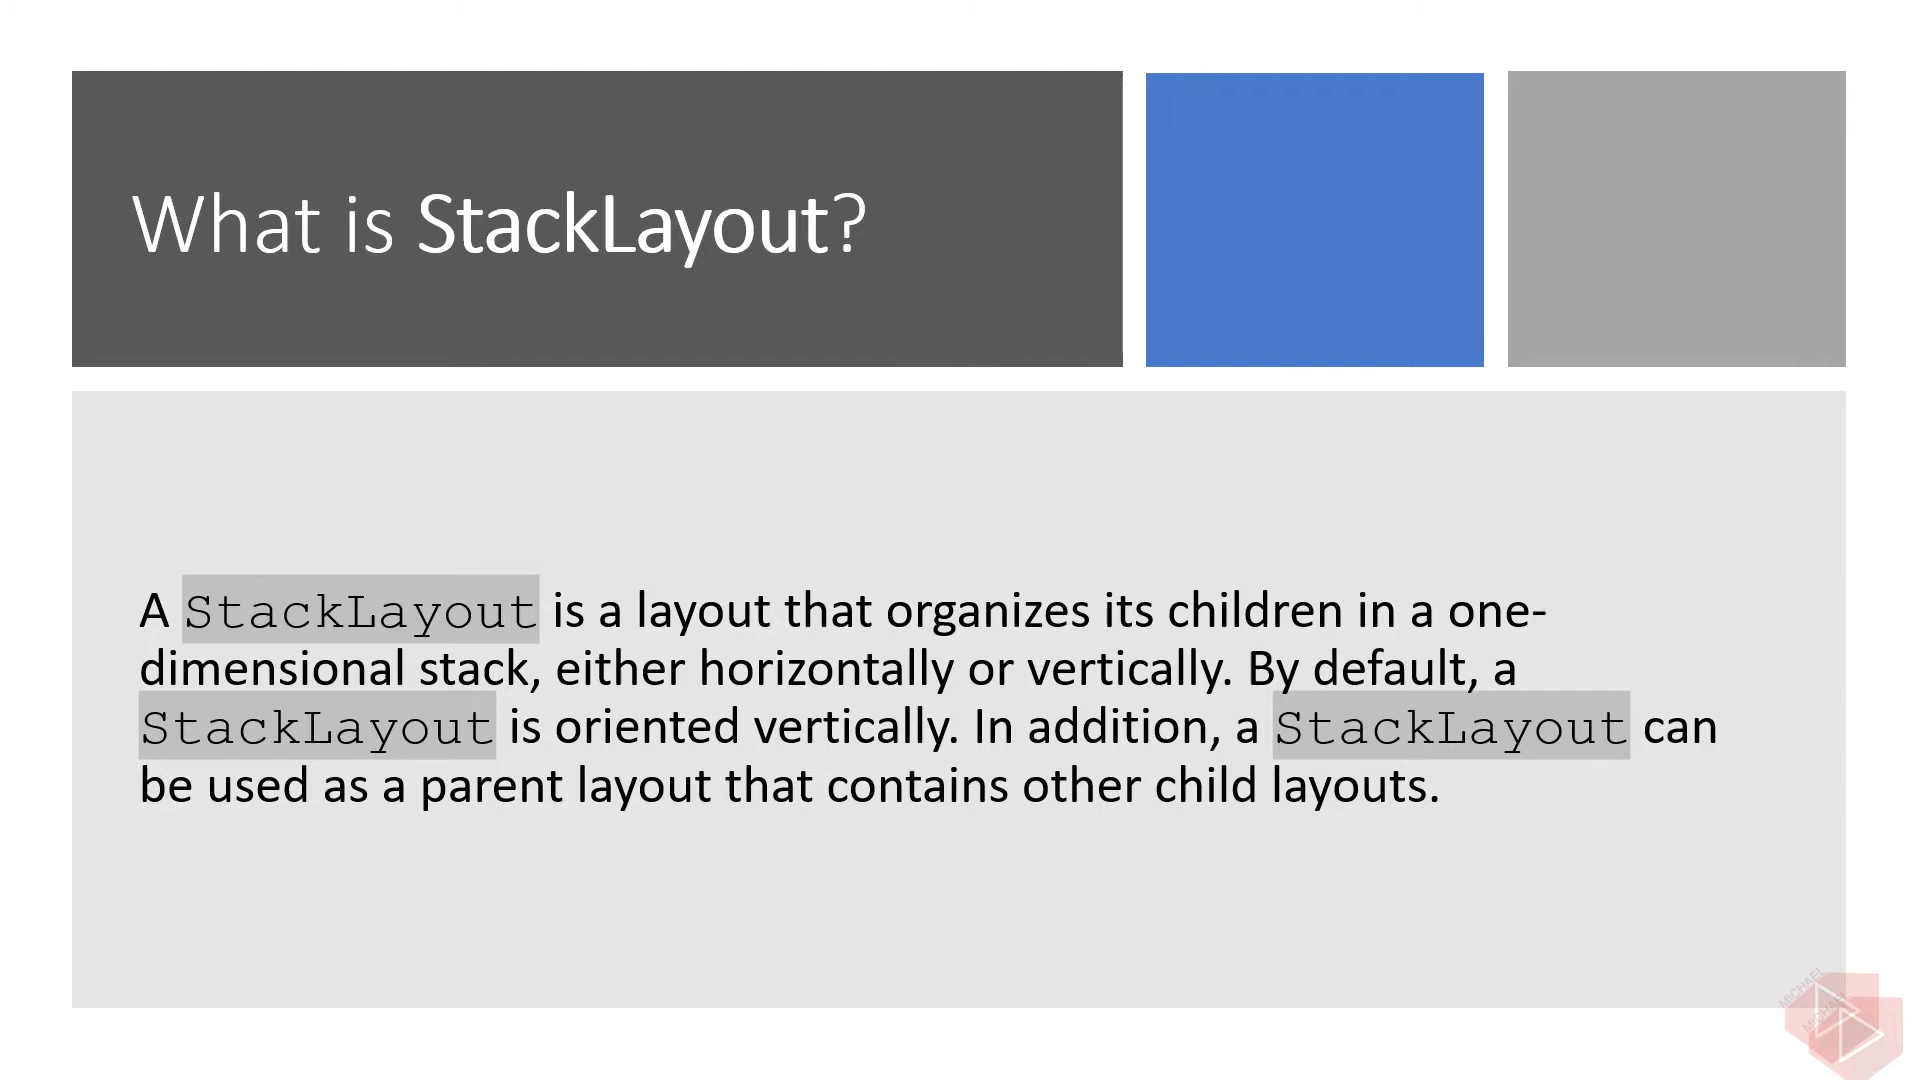 What is StackLayout?
A StackLayout is a layout that organizes its children in a one-
dimensional stack, either horizontally or vertically. By default, a
StackLayout is oriented vertically. In addition, a StackLayout can
be used as a parent layout that contains other child layouts.
MICHAEL
MICHAEL